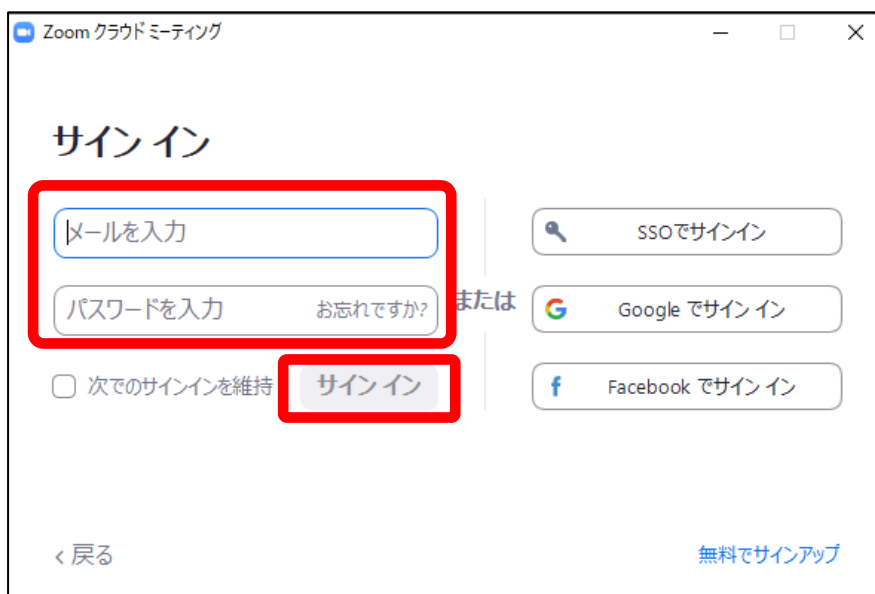 Zoom クラウド ミーティング
サイン イン
メールを入力
パスワードを入力 お忘れですか?
次でのサインインを維持 サイン イン
または
SSOでサインイン
Google でサイン イン
Facebook でサイン イン
< 戻る
無料でサインアップ